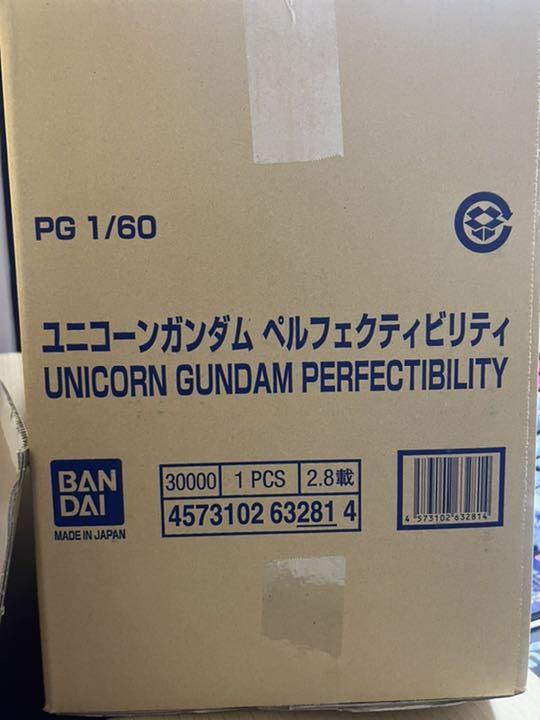 PG 1/60
ユニコーンガンダム ペルフェクティビリティ
UNICORN GUNDAM PERFECTIBILITY
BAN
DAI
MADE IN JAPAN
30000 1 PCS 2.8載
4573102 63281 4
4 573102 632814